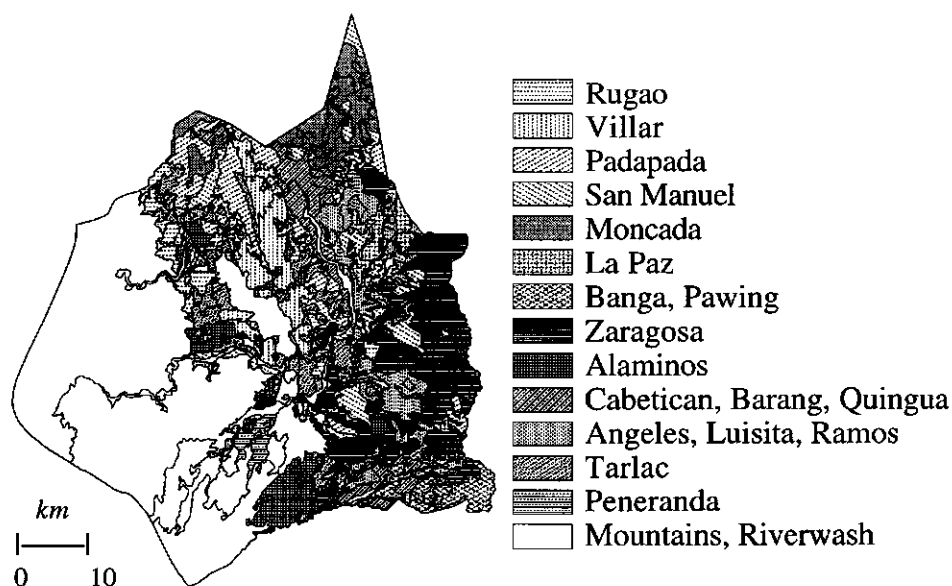 Rugao
Villar
Padapada
San Manuel
Moncada
La Paz
Banga, Pawing
Zaragosa
Alaminos
Cabetican, Barang, Quingua
Angeles, Luisita, Ramos
Tarlac
Peneranda
Mountains, Riverwash
km
0 10